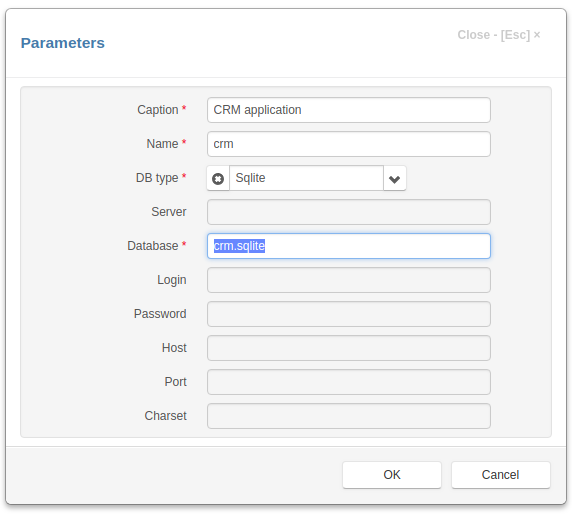 Parameters
Close - [Esc] ×
Caption * CRM application
Name * crm
DB type * Sqlite
Server
Database * crm.sqlite
Login
Password
Host
Port
Charset
OK Cancel